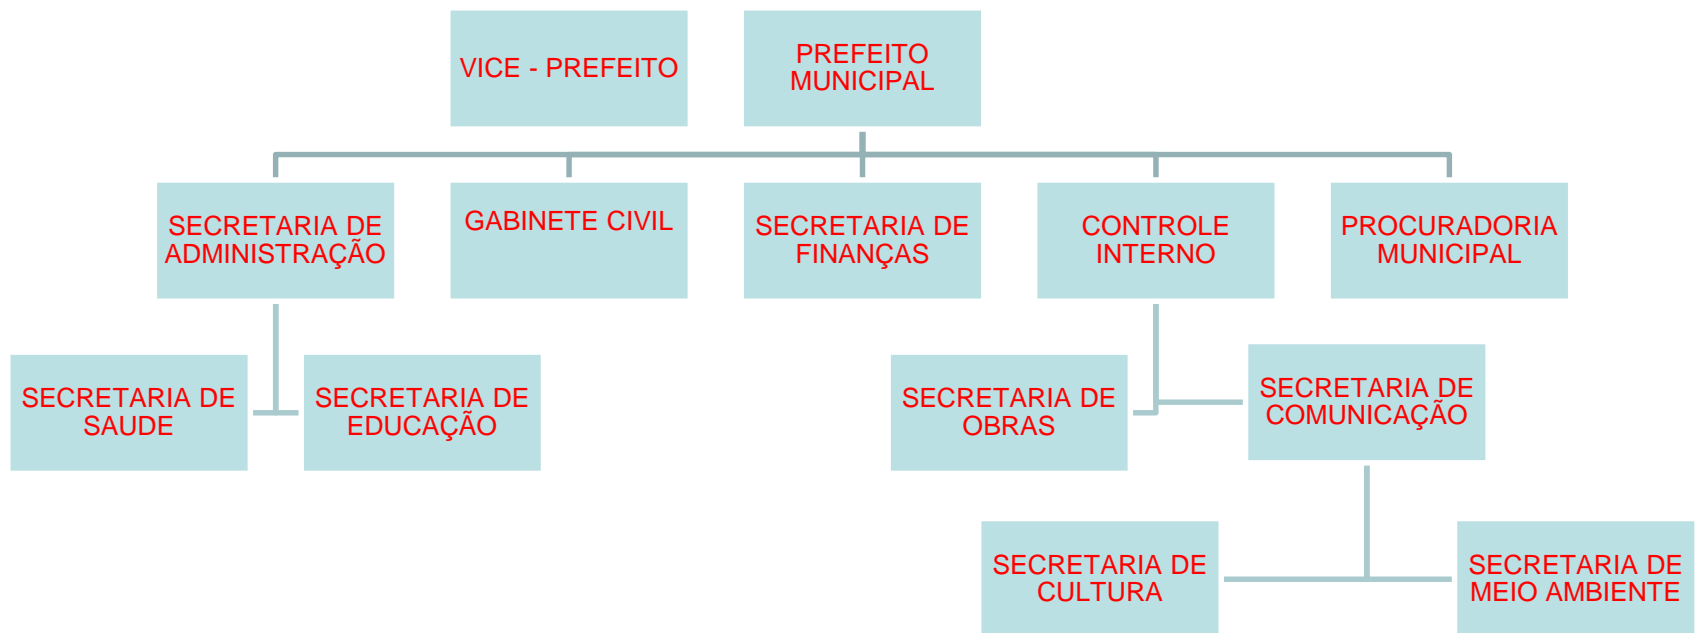 VICE - PREFEITO
PREFEITO
MUNICIPAL
SECRETARIA DE
ADMINISTRAÇÃO
GABINETE CIVIL
SECRETARIA DE
FINANÇAS
CONTROLE
INTERNO
PROCURADORIA
MUNICIPAL
SECRETARIA DE
SAUDE
SECRETARIA DE
EDUCAÇÃO
SECRETARIA DE
OBRAS
SECRETARIA DE
COMUNICAÇÃO
SECRETARIA DE
CULTURA
SECRETARIA DE
MEIO AMBIENTE